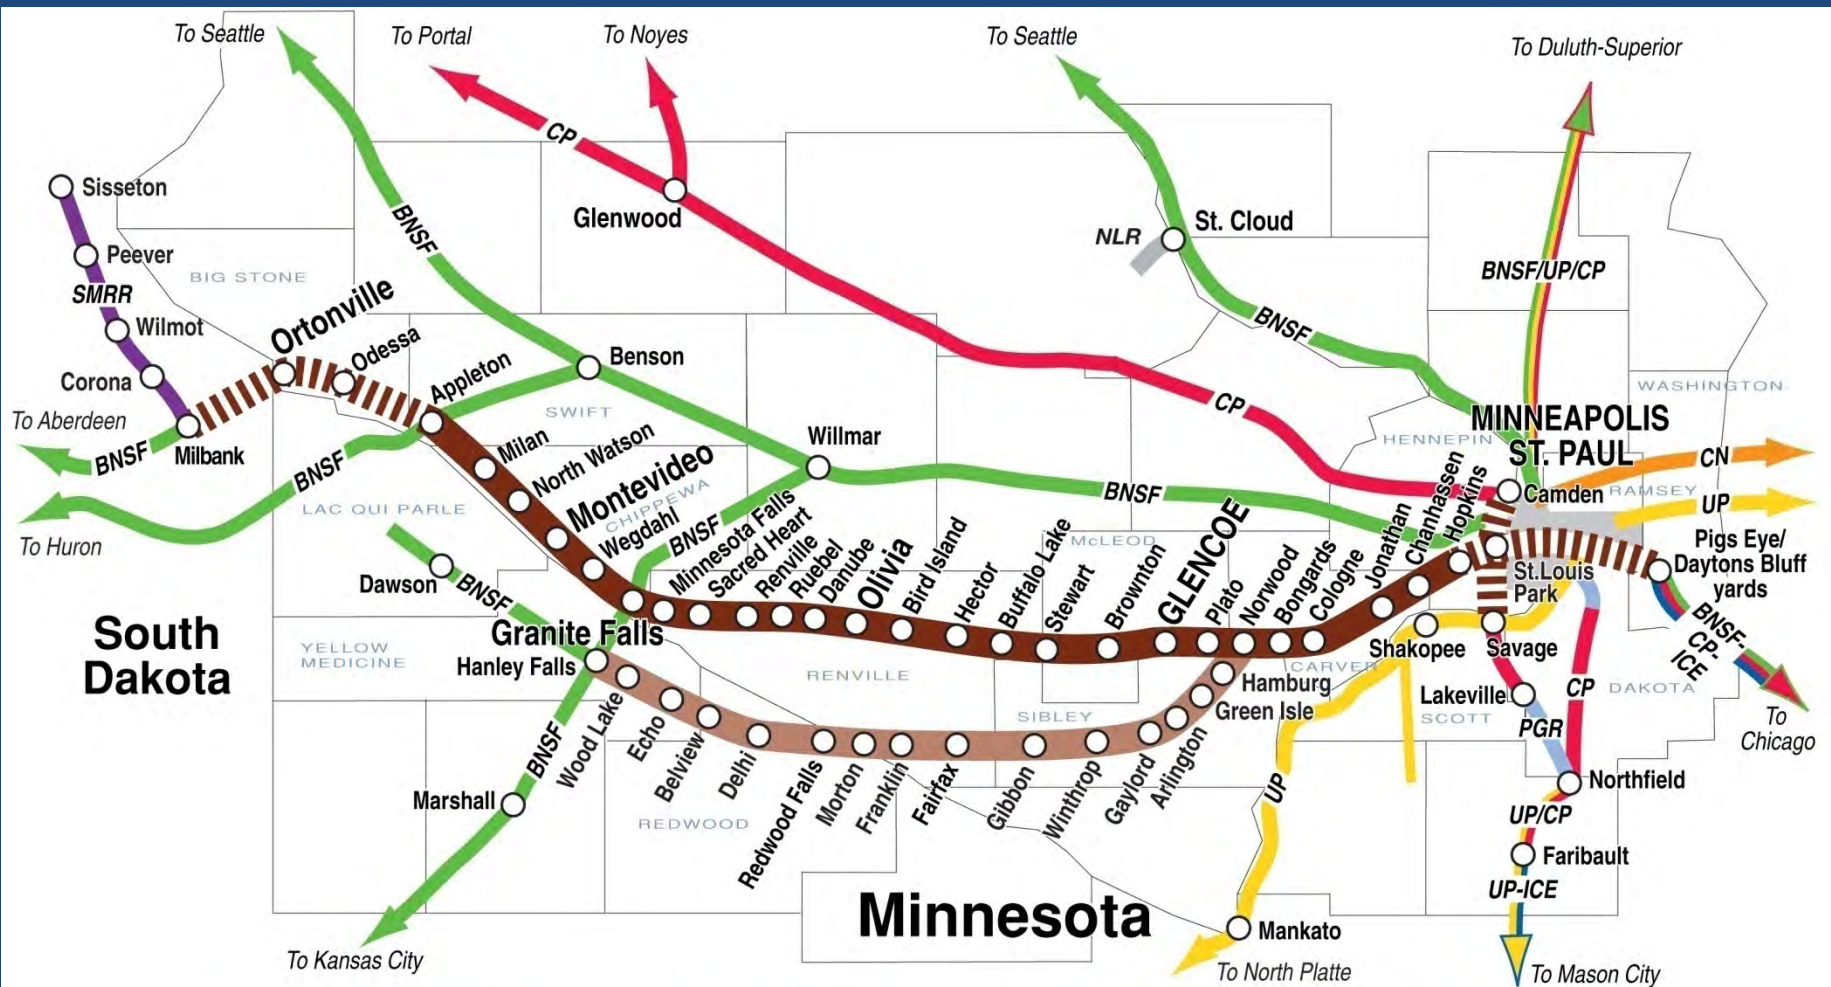 To Seattle
To Portal
To Noyes
To Seattle
To Duluth-Superior
CP
Sisseton
Glenwood
BNSF
St. Cloud
NLR
Peever
SMRR
BIG STONE
BNSF/UP/CP
Wilmot
Ortonville
Odessa
BNSF
Corona
Appleton
Benson
WASHINGTON
To Aberdeen
SWIFT
CP
MINNEAPOLIS
ST. PAUL
HENNEPIN
BNSF
Milbank
BNSF
Milan
North Watson
Willmar
CN
LAC QUI PARLE
Montevideo
CHIPPEWA
Wegdahl
BNSF
BNSF
Camden
RAMSEY
UP
To Huron
Dawson
BNSF
Minnesota Falls
Sacred Heart
Renville
Ruebel
Danube
Olivia
Bird Island
Hector
Buffalo Lake
Stewart
McLEOD
Brownton
GLENCOE
Plato
Norwood
Bongards
Cologne
Jonathan
Chanhassen
Hopkins
St.Louis
Park
Pigs Eye/
Daytons Bluff
yards
BNSF-
CP-
ICE
South
Dakota
Granite Falls
YELLOW
MEDICINE
Hanley Falls
RENVILLE
Shakopee
Savage
CARVER
Hamburg
Green Isle
Lakeville
SCOTT
CP
DAKOTA
PGR
To
Chicago
SIBLEY
BNSF
Wood Lake
Echo
Belview
Delhi
Redwood Falls
Morton
Franklin
Fairfax
Gibbon
Winthrop
Gaylord
Arlington
UP
Northfield
Marshall
REDWOOD
UP/CP
Faribault
UP-ICE
Minnesota
Mankato
To Kansas City
To North Platte
To Mason City